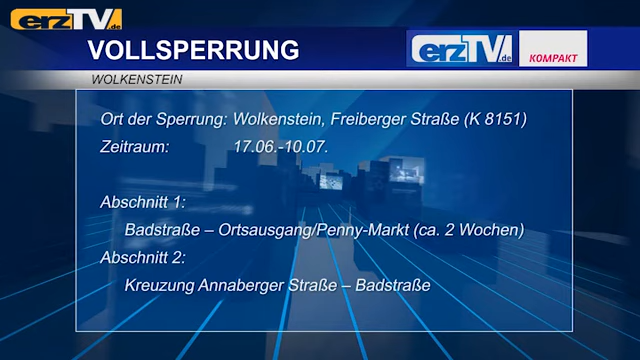 erzTV.de
VOLLSPERRUNG
erzTV.de KOMPAKT
WOLKENSTEIN
Ort der Sperrung: Wolkenstein, Freiberger Straße (K 8151)
Zeitraum: 17.06.-10.07.
Abschnitt 1:
Badstraße – Ortsausgang/Penny-Markt (ca. 2 Wochen)
Abschnitt 2:
Kreuzung Annaberger Straße – Badstraße